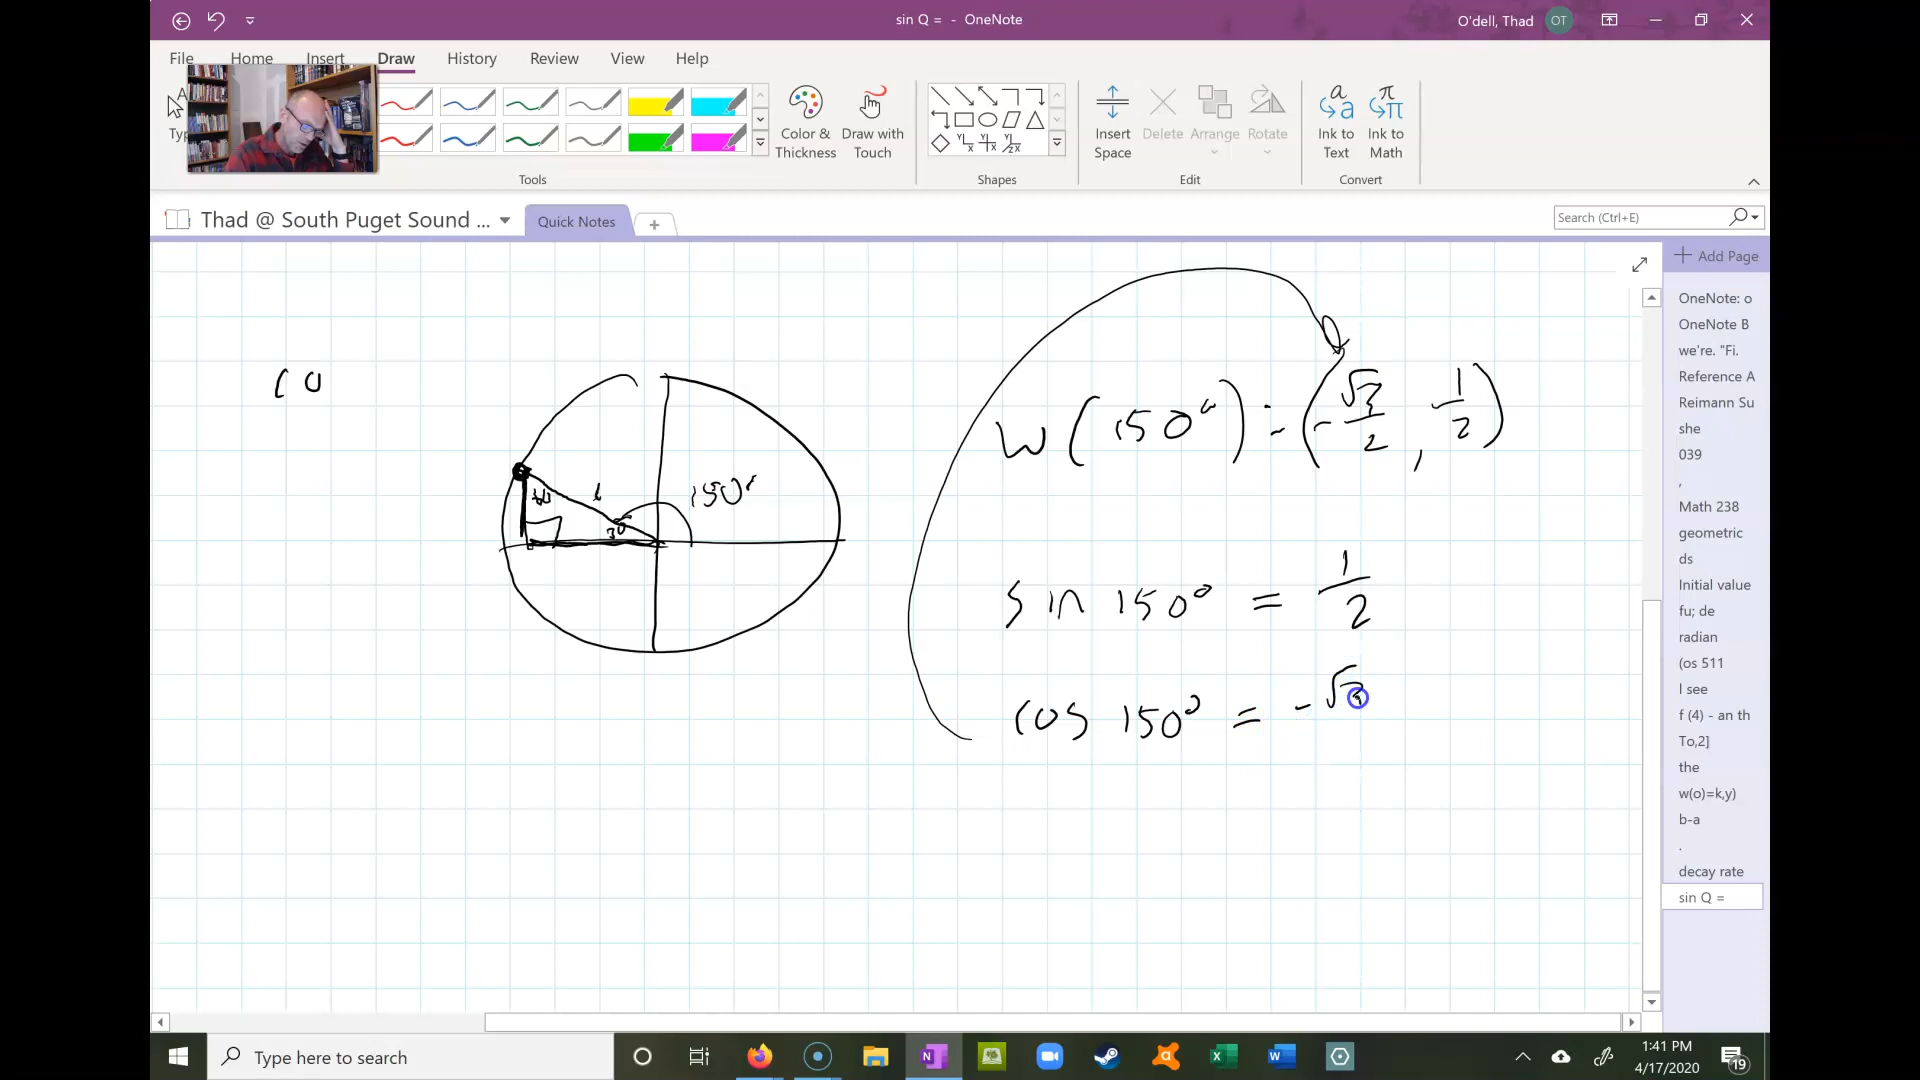 sin Q = - OneNote
O'dell, Thad OT
File Home Insert Draw History Review View Help
Color & Thickness
Draw with Touch
Insert Space
Delete Arrange Rotate
Ink to Text
Ink to Math
Tools
Shapes
Edit
Convert
Thad @ South Puget Sound ...
Quick Notes
Search (Ctrl+E)
Add Page
OneNote: o
OneNote B
we're. "Fi.
Reference A
Reimann Su
she
039
,
Math 238
geometric
ds
Initial value
fu; de
radian
(os 511
I see
f (4) - an th
To,2]
the
w(o)=k,y)
b-a
.
decay rate
sin Q =
(0
150°
30
1
W(150°) = (-√3/2, 1/2)
sin 150° = 1/2
cos 150° = -√3
Type here to search
1:41 PM
4/17/2020
19